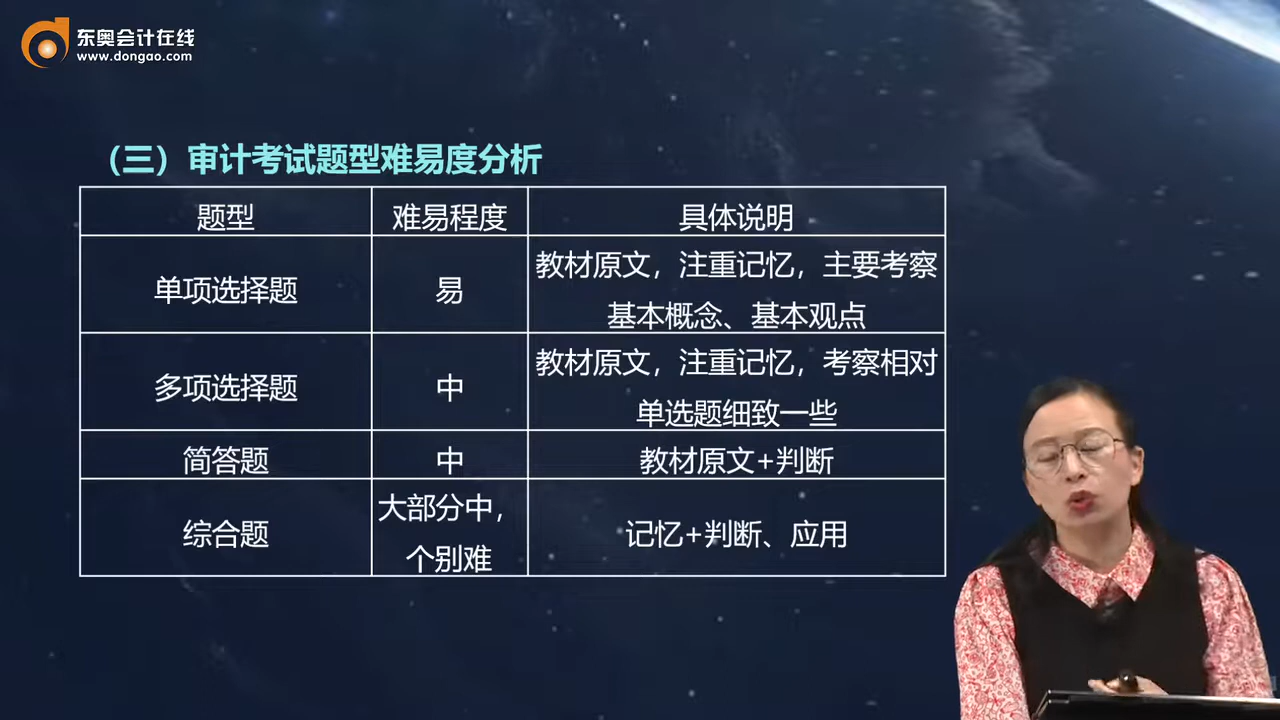 东奥会计在线
www.dongao.com
（三）审计考试题型难易度分析
题型 难易程度 具体说明
单项选择题 易 教材原文，注重记忆，主要考察
基本概念、基本观点
多项选择题 中 教材原文，注重记忆，考察相对
单选题细致一些
简答题 中 教材原文+判断
综合题 大部分中，
个别难 记忆+判断、应用